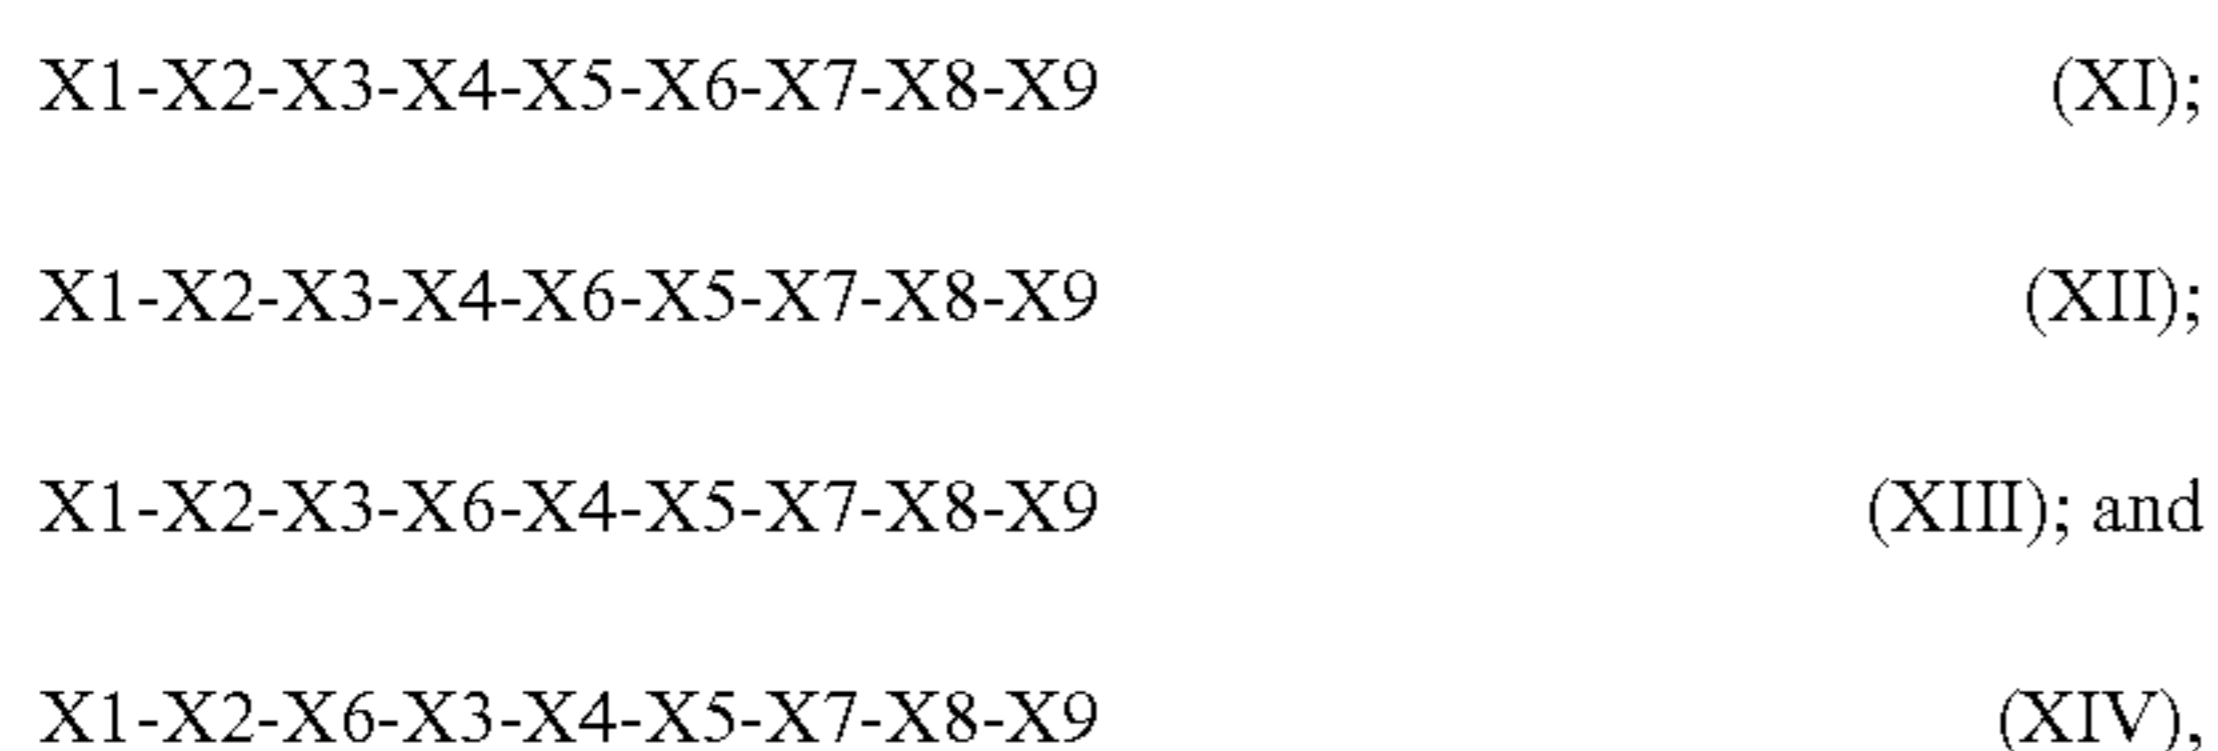 X1-X2-X3-X4-X5-X6-X7-X8-X9 (XI);
X1-X2-X3-X4-X6-X5-X7-X8-X9 (XII);
X1-X2-X3-X6-X4-X5-X7-X8-X9 (XIII); and
X1-X2-X6-X3-X4-X5-X7-X8-X9 (XIV),